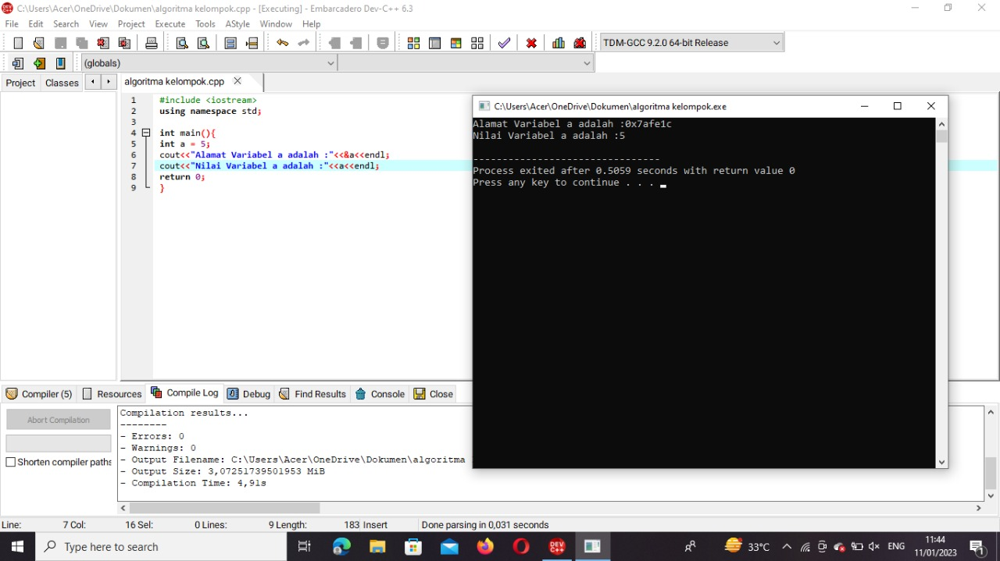 C:\Users\Acer\OneDrive\Dokumen\algoritma kelompok.cpp - [Executing] - Embarcadero Dev-C++ 6.3
File Edit Search View Project Execute Tools AStyle Window Help
TDM-GCC 9.2.0 64-bit Release
(globals)
Project Classes algoritma kelompok.cpp
1 #include <iostream>
2 using namespace std;
3
4 int main(){
5 int a = 5;
6 cout<<"Alamat Variabel a adalah :"<<&a<<endl;
7 cout<<"Nilai Variabel a adalah :"<<a<<endl;
8 return 0;
9 }
C:\Users\Acer\OneDrive\Dokumen\algoritma kelompok.exe
Alamat Variabel a adalah :0x7afe1c
Nilai Variabel a adalah :5
--------------------------------
Process exited after 0.5059 seconds with return value 0
Press any key to continue . . .
Compiler (5) Resources Compile Log Debug Find Results Console Close
Abort Compilation
Shorten compiler paths
Compilation results...
--------
- Errors: 0
- Warnings: 0
- Output Filename: C:\Users\Acer\OneDrive\Dokumen\algoritma
- Output Size: 3,07251739501953 MiB
- Compilation Time: 4,91s
Line: 7 Col: 16 Sel: 0 Lines: 9 Length: 183 Insert Done parsing in 0,031 seconds
Type here to search
DEV C++
33°C
ENG
11:44
11/01/2023
1